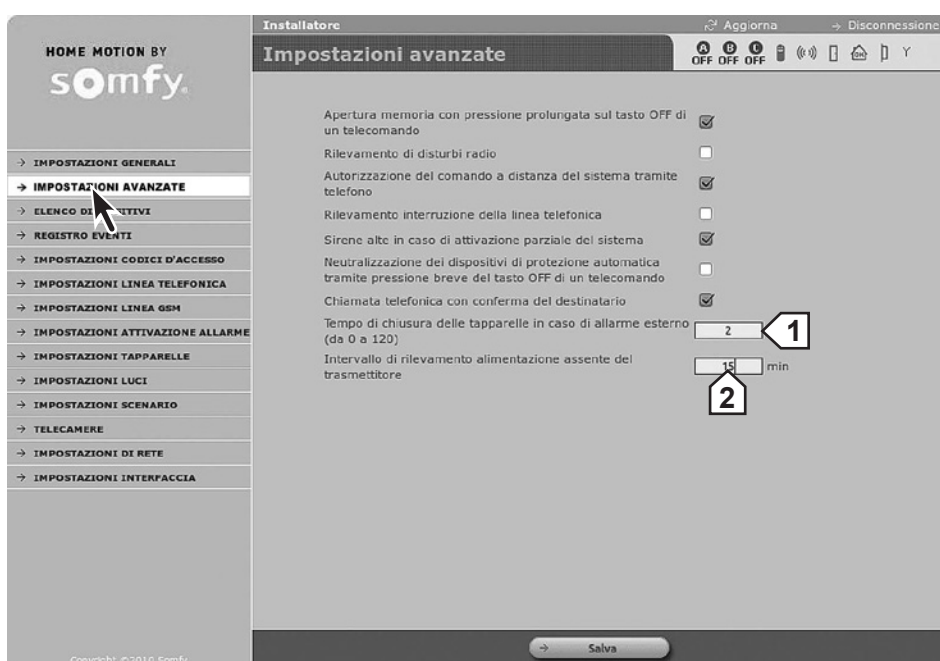 Installatore
Aggiorna
→ Disconnessione
HOME MOTION BY
somfy.
Impostazioni avanzate
A B C
OFF OFF OFF
ON
→ IMPOSTAZIONI GENERALI
→ IMPOSTAZIONI AVANZATE
→ ELENCO
→ REGISTRO EVENTI
→ IMPOSTAZIONI CODICI D'ACCESSO
→ IMPOSTAZIONI LINEA TELEFONICA
→ IMPOSTAZIONI LINEA GSM
→ IMPOSTAZIONI ATTIVAZIONE ALLARME
→ IMPOSTAZIONI TAPPARELLE
→ IMPOSTAZIONI LUCI
→ IMPOSTAZIONI SCENARIO
→ TELECAMERE
→ IMPOSTAZIONI DI RETE
→ IMPOSTAZIONI INTERFACCIA
Apertura memoria con pressione prolungata sul tasto OFF di
un telecomando
Rilevamento di disturbi radio
Autorizzazione del comando a distanza del sistema tramite
telefono
Rilevamento interruzione della linea telefonica
Sirene alte in caso di attivazione parziale del sistema
Neutralizzazione dei dispositivi di protezione automatica
tramite pressione breve del tasto OFF di un telecomando
Chiamata telefonica con conferma del destinatario
Tempo di chiusura delle tapparelle in caso di allarme esterno
(da 0 a 120)
2
1
Intervallo di rilevamento alimentazione assente del
trasmettitore
15 min
2
→ Salva
Copyright ©2010 Somfy